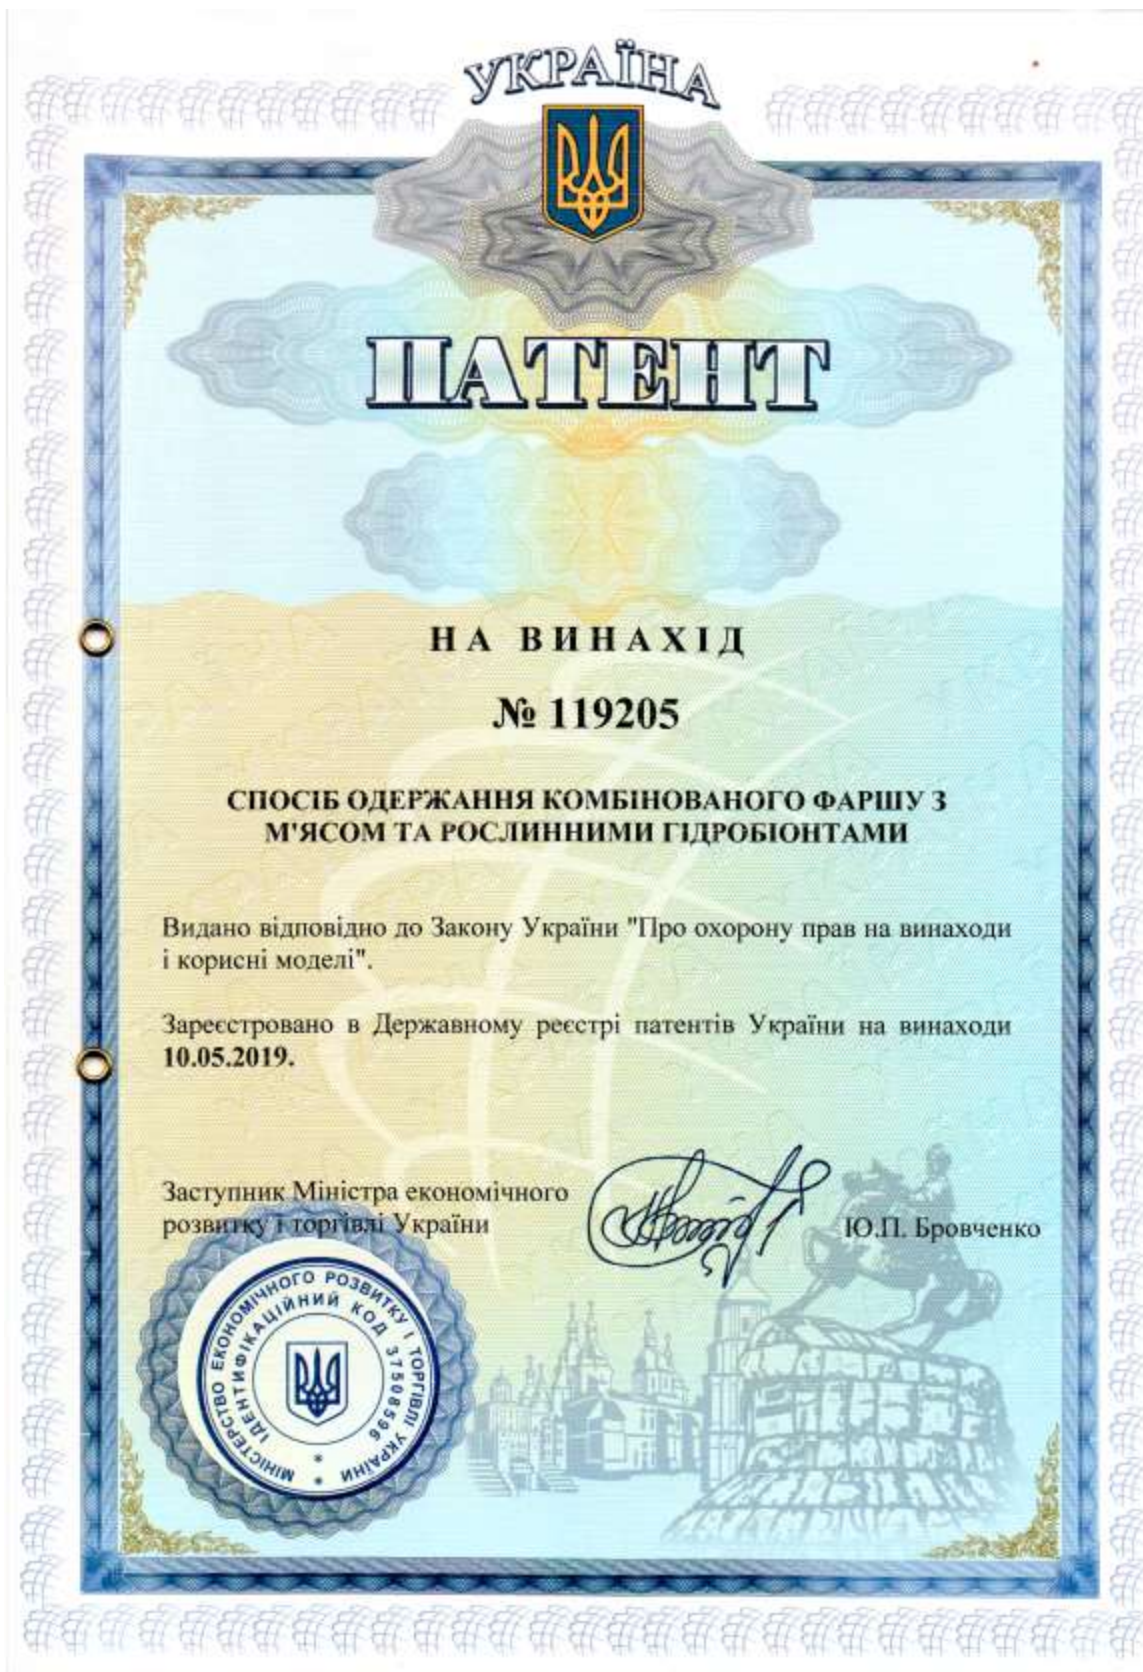 УКРАЇНА
ПАТЕНТ
НА ВИНАХІД
№ 119205
СПОСІБ ОДЕРЖАННЯ КОМБІНОВАНОГО ФАРШУ З
М'ЯСОМ ТА РОСЛИННИМИ ГІДРОБІОНТАМИ
Видано відповідно до Закону України "Про охорону прав на винаходи
і корисні моделі".
Зареєстровано в Державному реєстрі патентів України на винаходи
10.05.2019.
Заступник Міністра економічного
розвитку і торгівлі України
Ю.П. Бровченко
МІНІСТЕРСТВО ЕКОНОМІЧНОГО РОЗВИТКУ І ТОРГІВЛІ УКРАЇНИ *
ІДЕНТИФІКАЦІЙНИЙ КОД 37508596 *